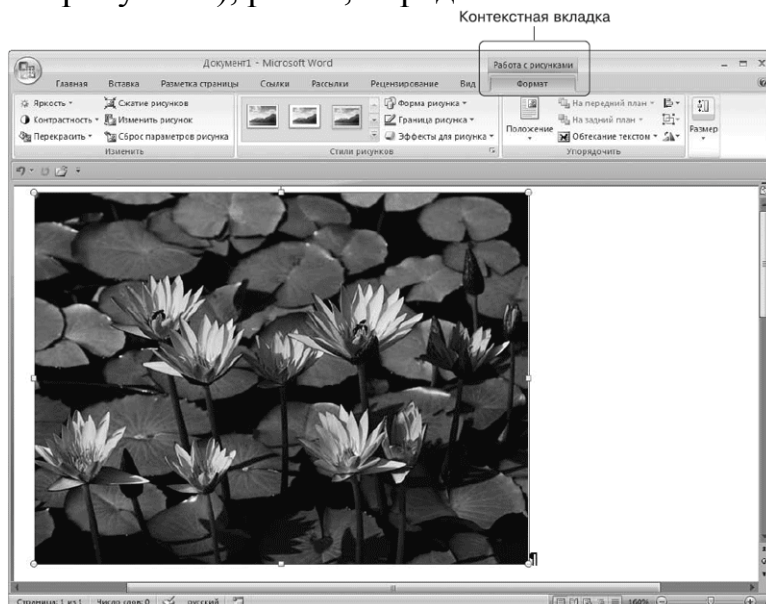 Контекстная вкладка
Документ1 - Microsoft Word
Работа с рисунками
Главная Вставка Разметка страницы Ссылки Рассылки Рецензирование Вид Формат
Яркость Сжатие рисунков Форма рисунка На передний план
Контрастность Изменить рисунок Граница рисунка Положение На задний план Размер
Перекрасить Сброс параметров рисунка Эффекты для рисунка Обтекание текстом
Изменить Стили рисунков Упорядочить
¶
Страница: 1 из 1 Число слов: 0 русский 160%